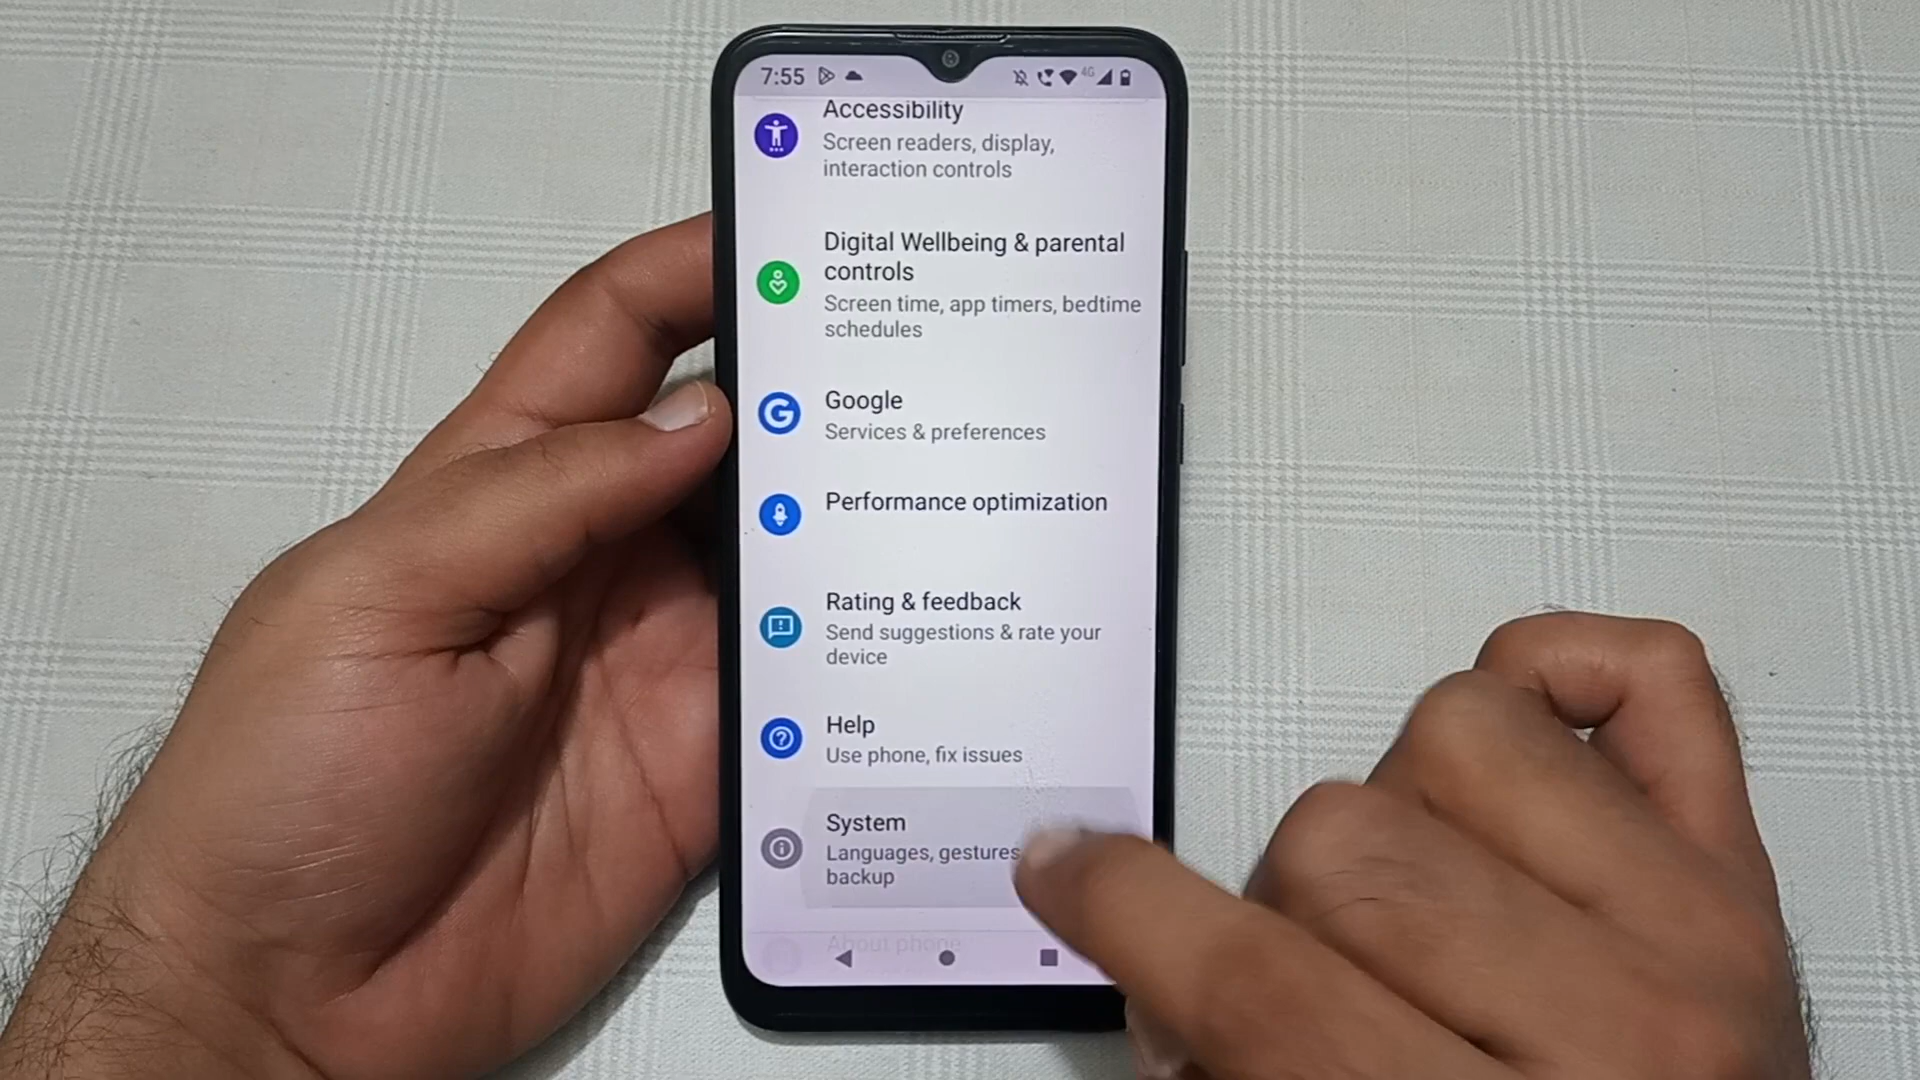 7:55 4G
Accessibility
Screen readers, display,
interaction controls
Digital Wellbeing & parental
controls
Screen time, app timers, bedtime
schedules
Google
Services & preferences
Performance optimization
Rating & feedback
Send suggestions & rate your
device
Help
Use phone, fix issues
System
Languages, gestures
backup
About phone